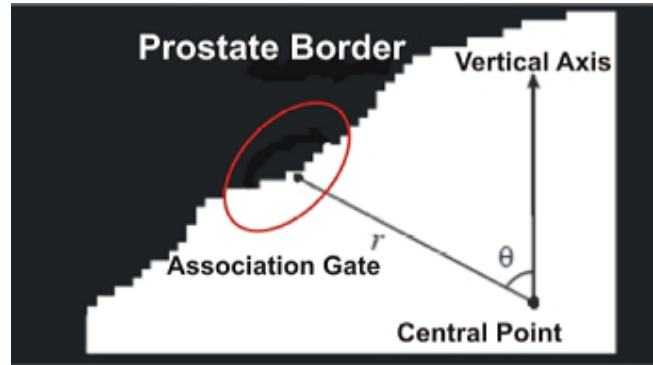 Prostate Border
Vertical Axis
r
θ
Association Gate
Central Point